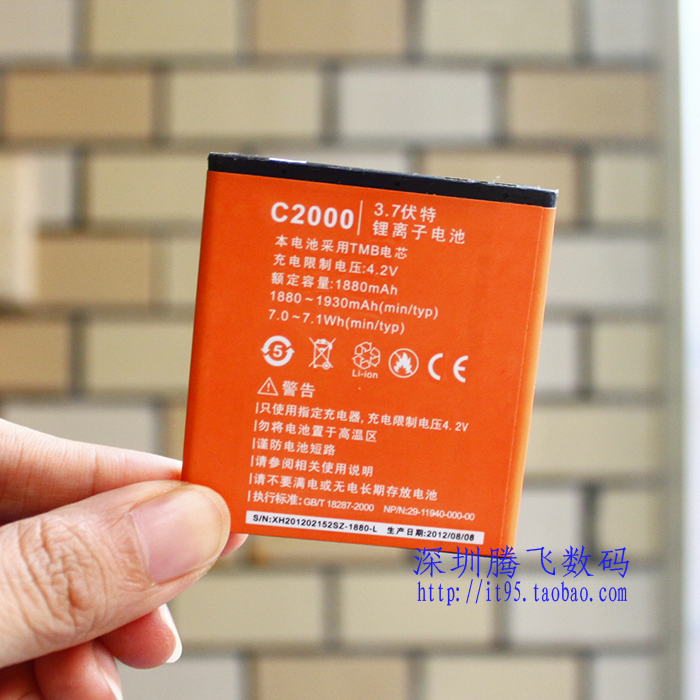 C2000
3.7伏特
锂离子电池
本电池采用TMB电芯
充电限制电压:4.2V
额定容量:1880mAh
1880~1930mAh(min/typ)
7.0~7.1Wh(min/typ)
5
Li-ion
CE
警告
只使用指定充电器,充电限制电压4.2V
勿将电池置于高温区
谨防电池短路
请参阅相关使用说明
请不要满电或无电长期存放电池
执行标准:GB/T 18287-2000 NP/N:29-11940-000-00
S/N:XH201202152SZ-1880-L 生产日期 2012/08/08
深圳腾飞数码
http://it95.taobao.com